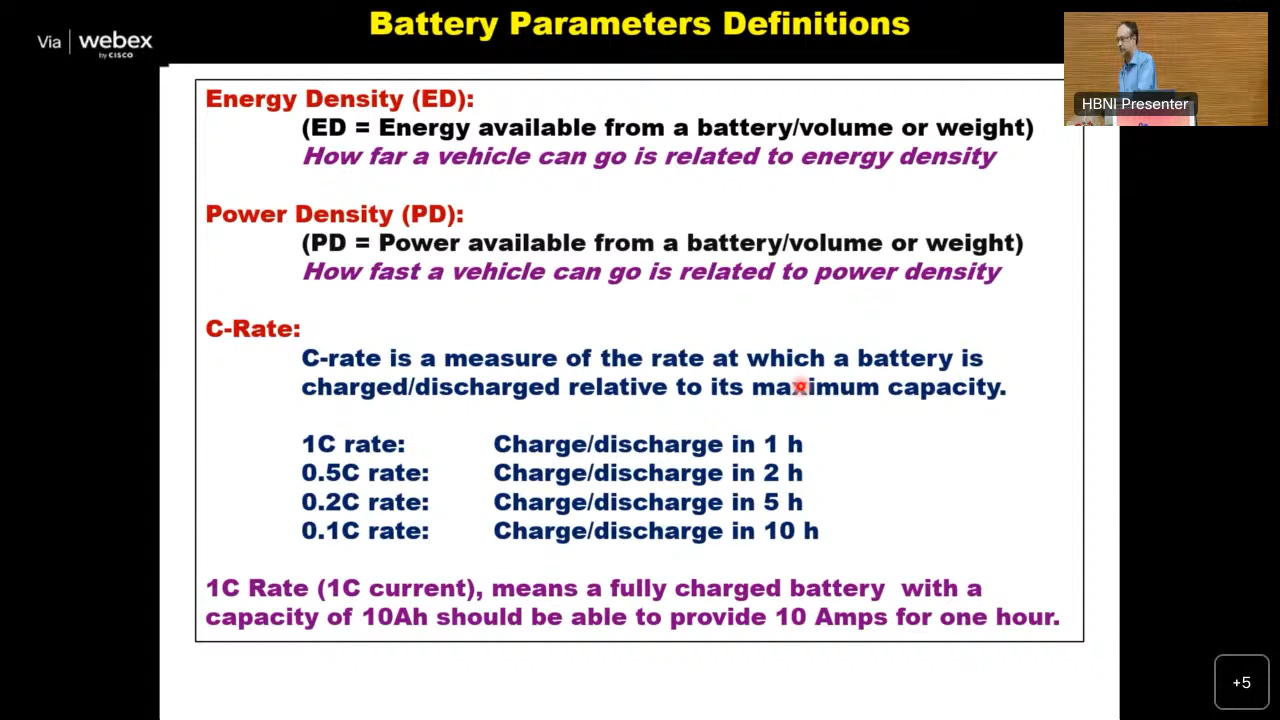 Battery Parameters Definitions
Via | webex
by CISCO
HBNI Presenter
Energy Density (ED):
(ED = Energy available from a battery/volume or weight)
How far a vehicle can go is related to energy density
Power Density (PD):
(PD = Power available from a battery/volume or weight)
How fast a vehicle can go is related to power density
C-Rate:
C-rate is a measure of the rate at which a battery is
charged/discharged relative to its maximum capacity.
1C rate: Charge/discharge in 1 h
0.5C rate: Charge/discharge in 2 h
0.2C rate: Charge/discharge in 5 h
0.1C rate: Charge/discharge in 10 h
1C Rate (1C current), means a fully charged battery with a
capacity of 10Ah should be able to provide 10 Amps for one hour.
+5